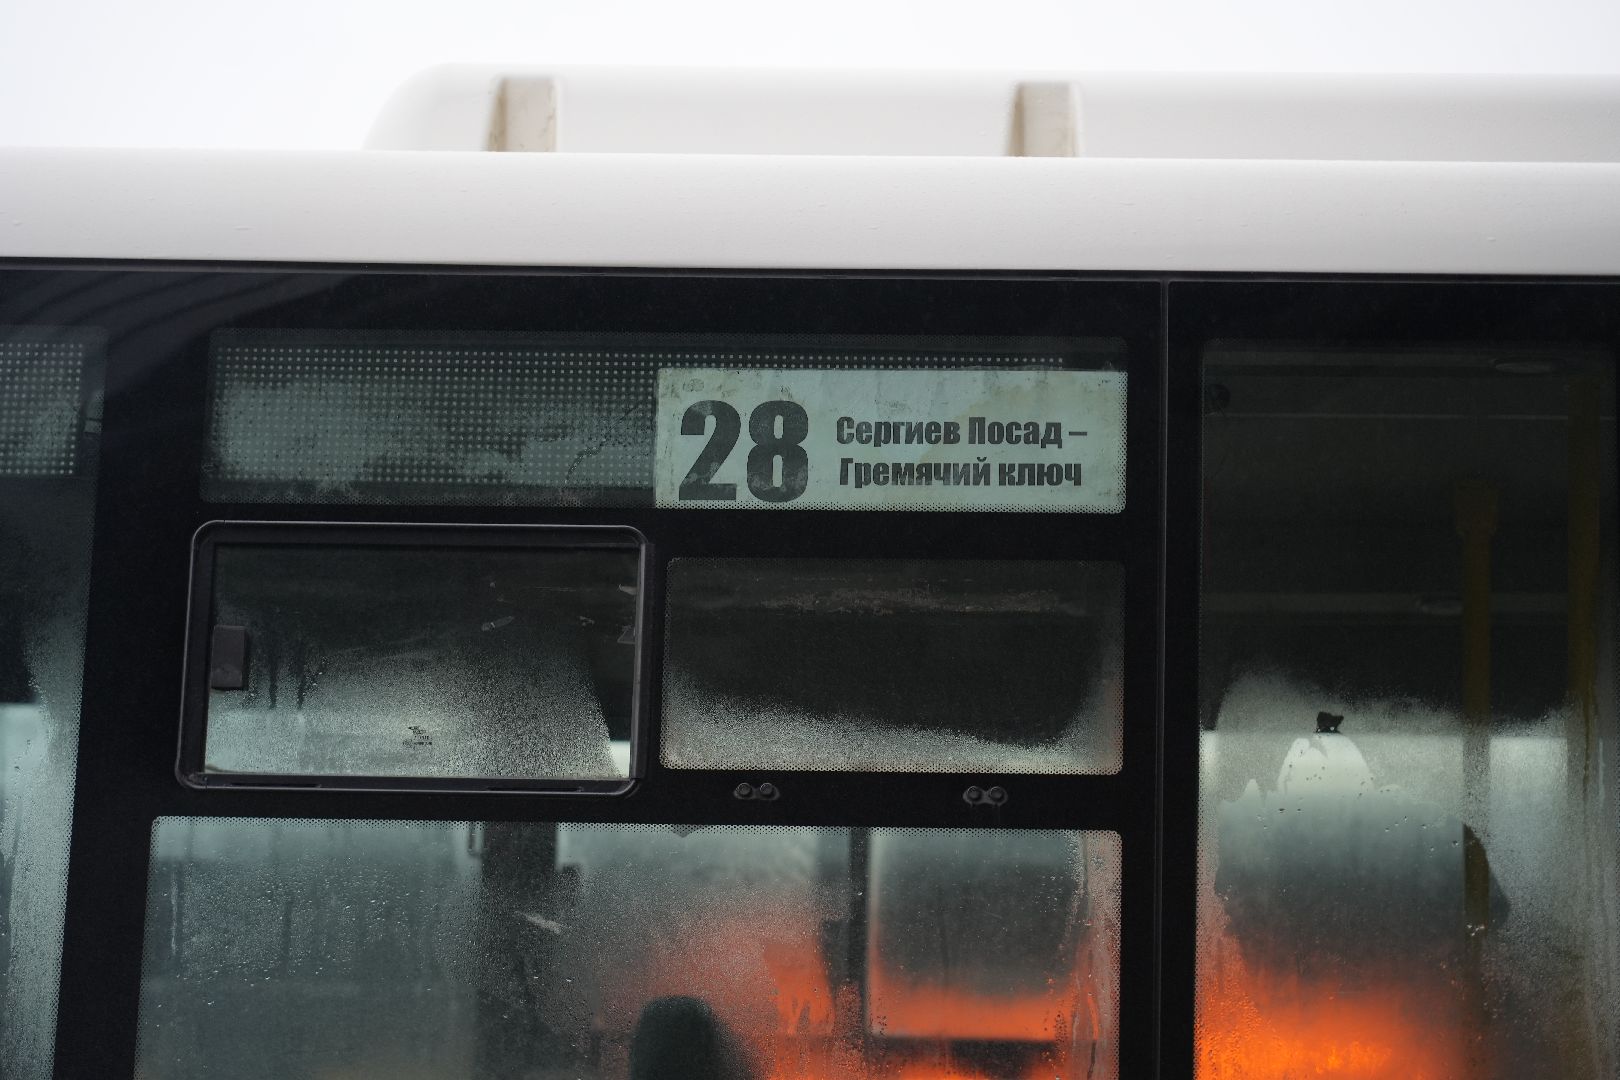 28
Сергиев Посад –
Гремячий ключ